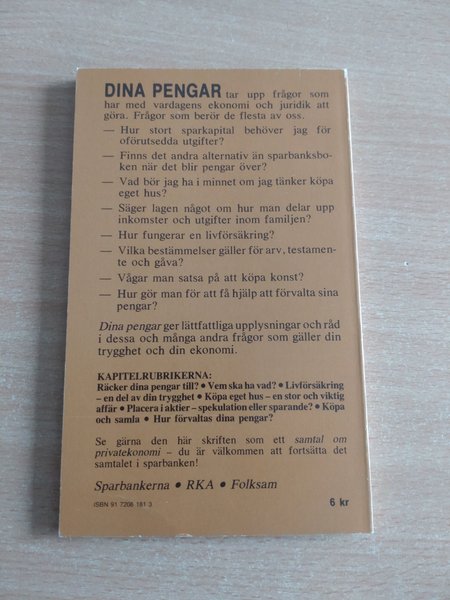 DINA PENGAR tar upp frågor som
har med vardagens ekonomi och juridik att
göra. Frågor som berör de flesta av oss.
— Hur stort sparkapital behöver jag för
oförutsedda utgifter?
— Finns det andra alternativ än sparbanksbo-
ken när det blir pengar över?
— Vad bör jag ha i minnet om jag tänker köpa
eget hus?
— Säger lagen något om hur man delar upp
inkomster och utgifter inom familjen?
— Hur fungerar en livförsäkring?
— Vilka bestämmelser gäller för arv, testamen-
te och gåva?
— Vågar man satsa på att köpa konst?
— Hur gör man för att få hjälp att förvalta sina
pengar?
Dina pengar ger lättfattliga upplysningar och råd
i dessa och många andra frågor som gäller din
trygghet och din ekonomi.
KAPITELRUBRIKERNA:
Räcker dina pengar till? • Vem ska ha vad? • Livförsäkring
– en del av din trygghet • Köpa eget hus – en stor och viktig
affär • Placera i aktier – spekulation eller sparande? • Köpa
och samla • Hur förvaltas dina pengar?
Se gärna den här skriften som ett samtal om
privatekonomi – du är välkommen att fortsätta det
samtalet i sparbanken!
Sparbankerna • RKA • Folksam
ISBN 91 7208 181 3
6 kr